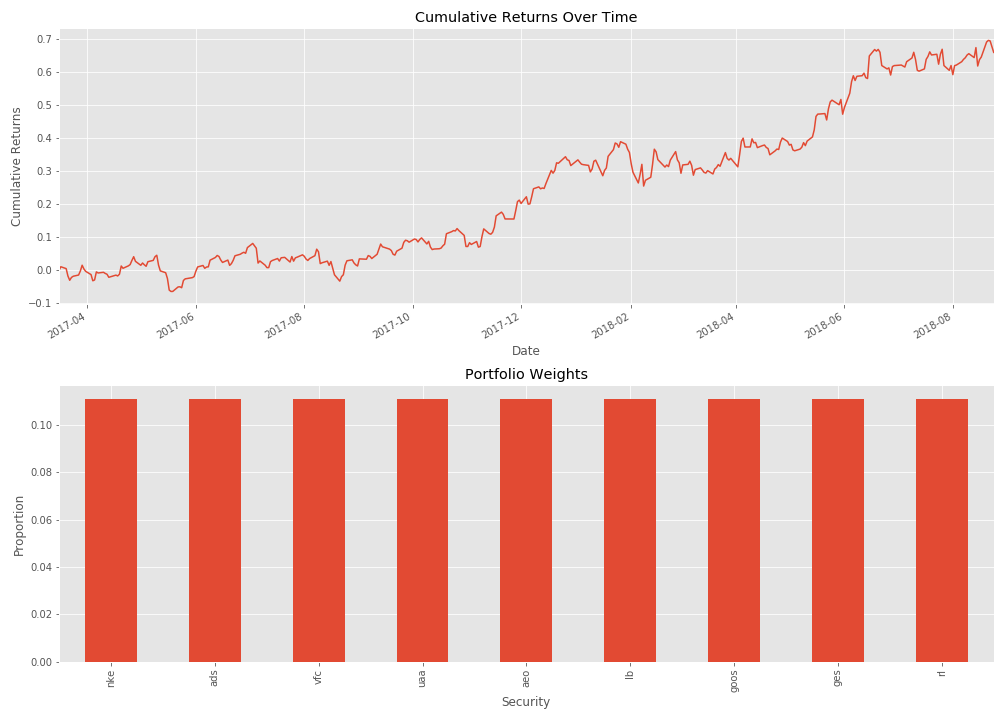 Cumulative Returns Over Time
0.7
0.6
0.5
0.4
0.3
0.2
0.1
0.0
−0.1
Cumulative Returns
2017-04 2017-06 2017-08 2017-10 2017-12 2018-02 2018-04 2018-06 2018-08
Date
Portfolio Weights
0.10
0.08
0.06
0.04
0.02
0.00
Proportion
nke ads vfc uaa aeo lb goos ges rl
Security